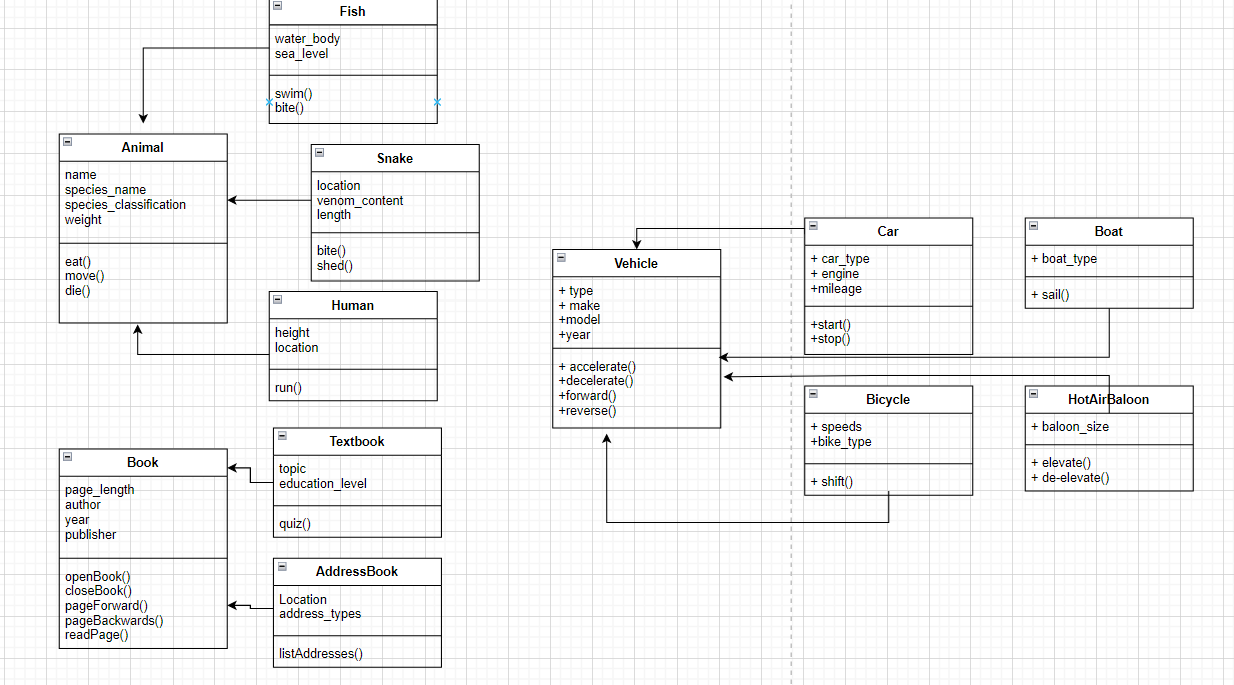 Fish
water_body
sea_level
swim()
bite()
Animal
name
species_name
species_classification
weight
eat()
move()
die()
Snake
location
venom_content
length
bite()
shed()
Human
height
location
run()
Book
page_length
author
year
publisher
openBook()
closeBook()
pageForward()
pageBackwards()
readPage()
Textbook
topic
education_level
quiz()
AddressBook
Location
address_types
listAddresses()
Vehicle
+ type
+ make
+model
+year
+ accelerate()
+decelerate()
+forward()
+reverse()
Car
+ car_type
+ engine
+mileage
+start()
+stop()
Boat
+ boat_type
+ sail()
Bicycle
+ speeds
+bike_type
+ shift()
HotAirBaloon
+ baloon_size
+ elevate()
+ de-elevate()